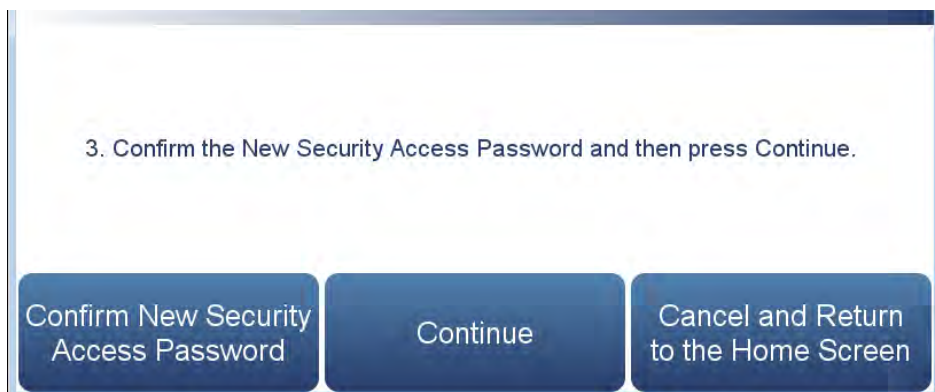 3. Confirm the New Security Access Password and then press Continue.
Confirm New Security
Access Password
Continue
Cancel and Return
to the Home Screen